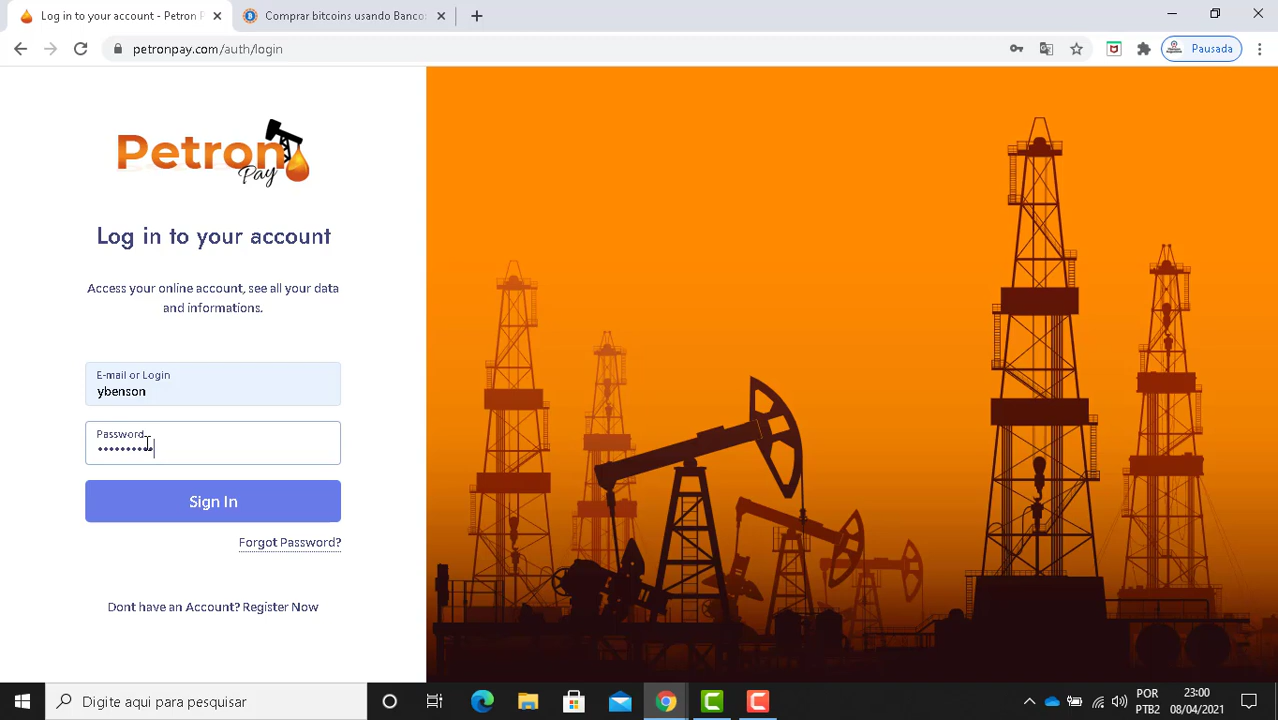 Log in to your account - Petron P
Comprar bitcoins usando Banco
petronpay.com/auth/login
Pausada
Petron
Pay
Log in to your account
Access your online account, see all your data
and informations.
E-mail or Login
ybenson
Password
Sign In
Forgot Password?
Dont have an Account? Register Now
Digite aqui para pesquisar
POR
PTB2
23:00
08/04/2021